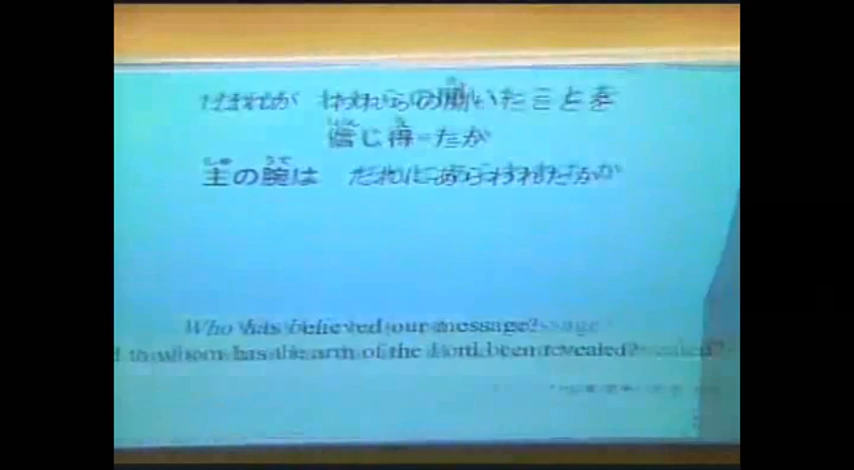 だれが われわれの聞いたことを
信じ得たか
主の腕は だれにあらわれたか
Who has believed our message?
to whom has the arm of the Lord been revealed?